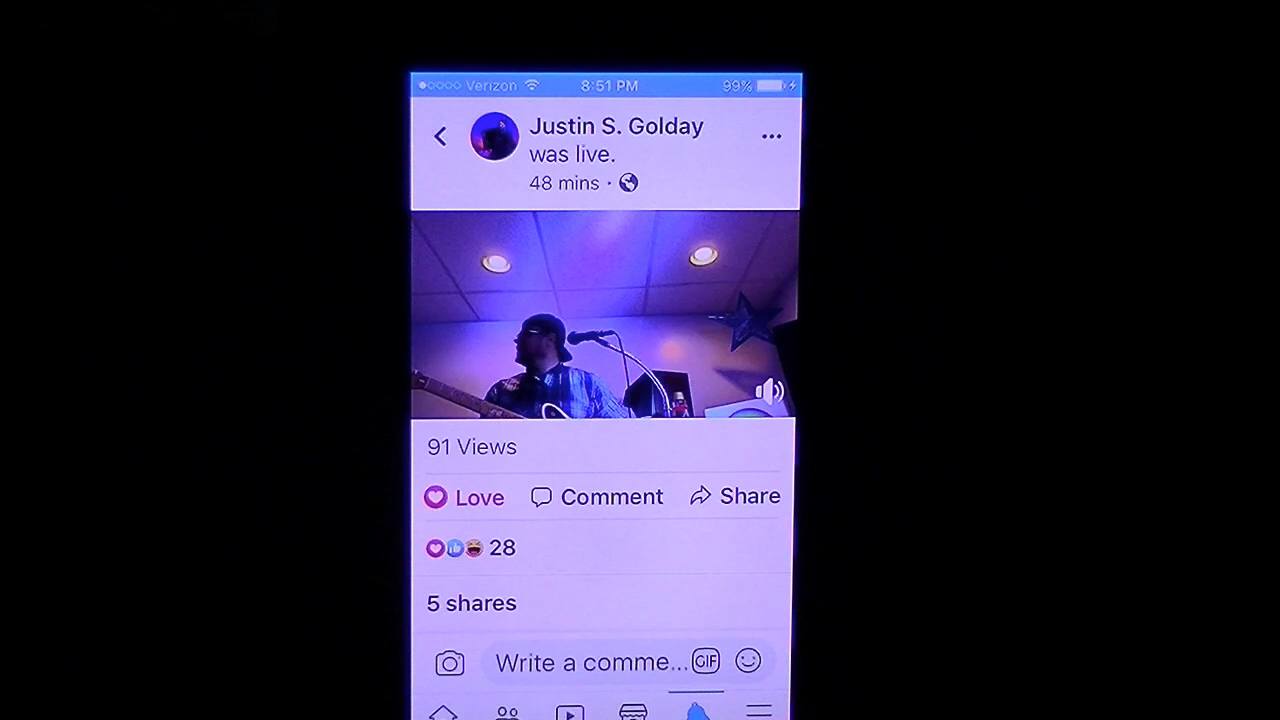 Verizon 8:51 PM 99%
Justin S. Golday
was live.
48 mins ·
91 Views
Love Comment Share
28
5 shares
Write a comme... GIF